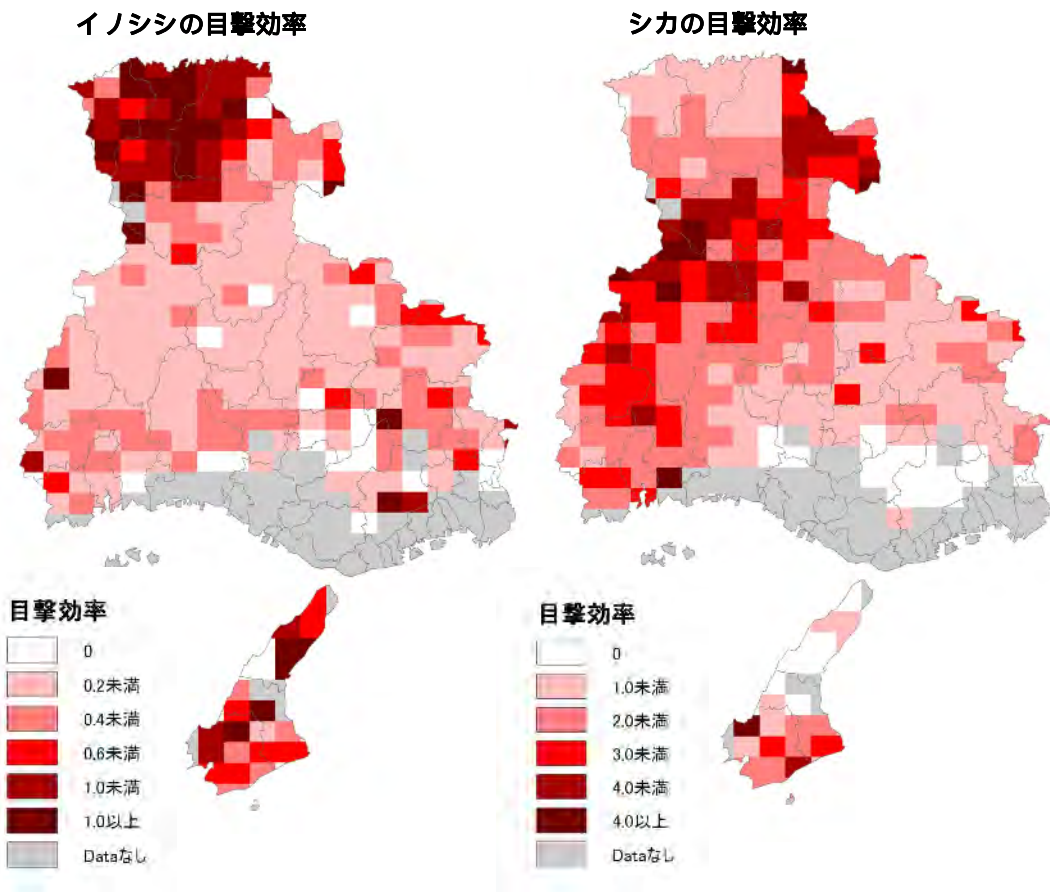 イノシシの目撃効率
シカの目撃効率
目撃効率
0
0.2未満
0.4未満
0.6未満
1.0未満
1.0以上
Dataなし
目撃効率
0
1.0未満
2.0未満
3.0未満
4.0未満
4.0以上
Dataなし